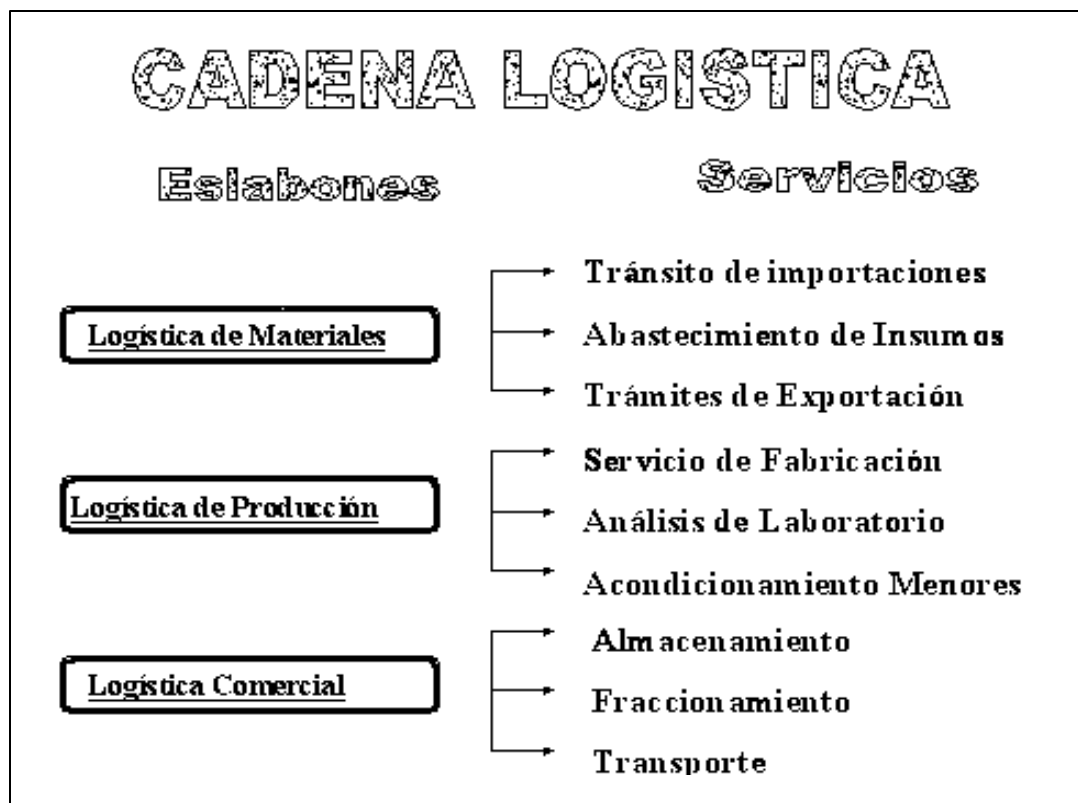 CADENA LOGISTICA
Eslabones
Servicios
Logística de Materiales
Tránsito de importaciones
Abastecimiento de Insumos
Trámites de Exportación
Logística de Producción
Servicio de Fabricación
Análisis de Laboratorio
Acondicionamiento Menores
Logística Comercial
Almacenamiento
Fraccionamiento
Transporte